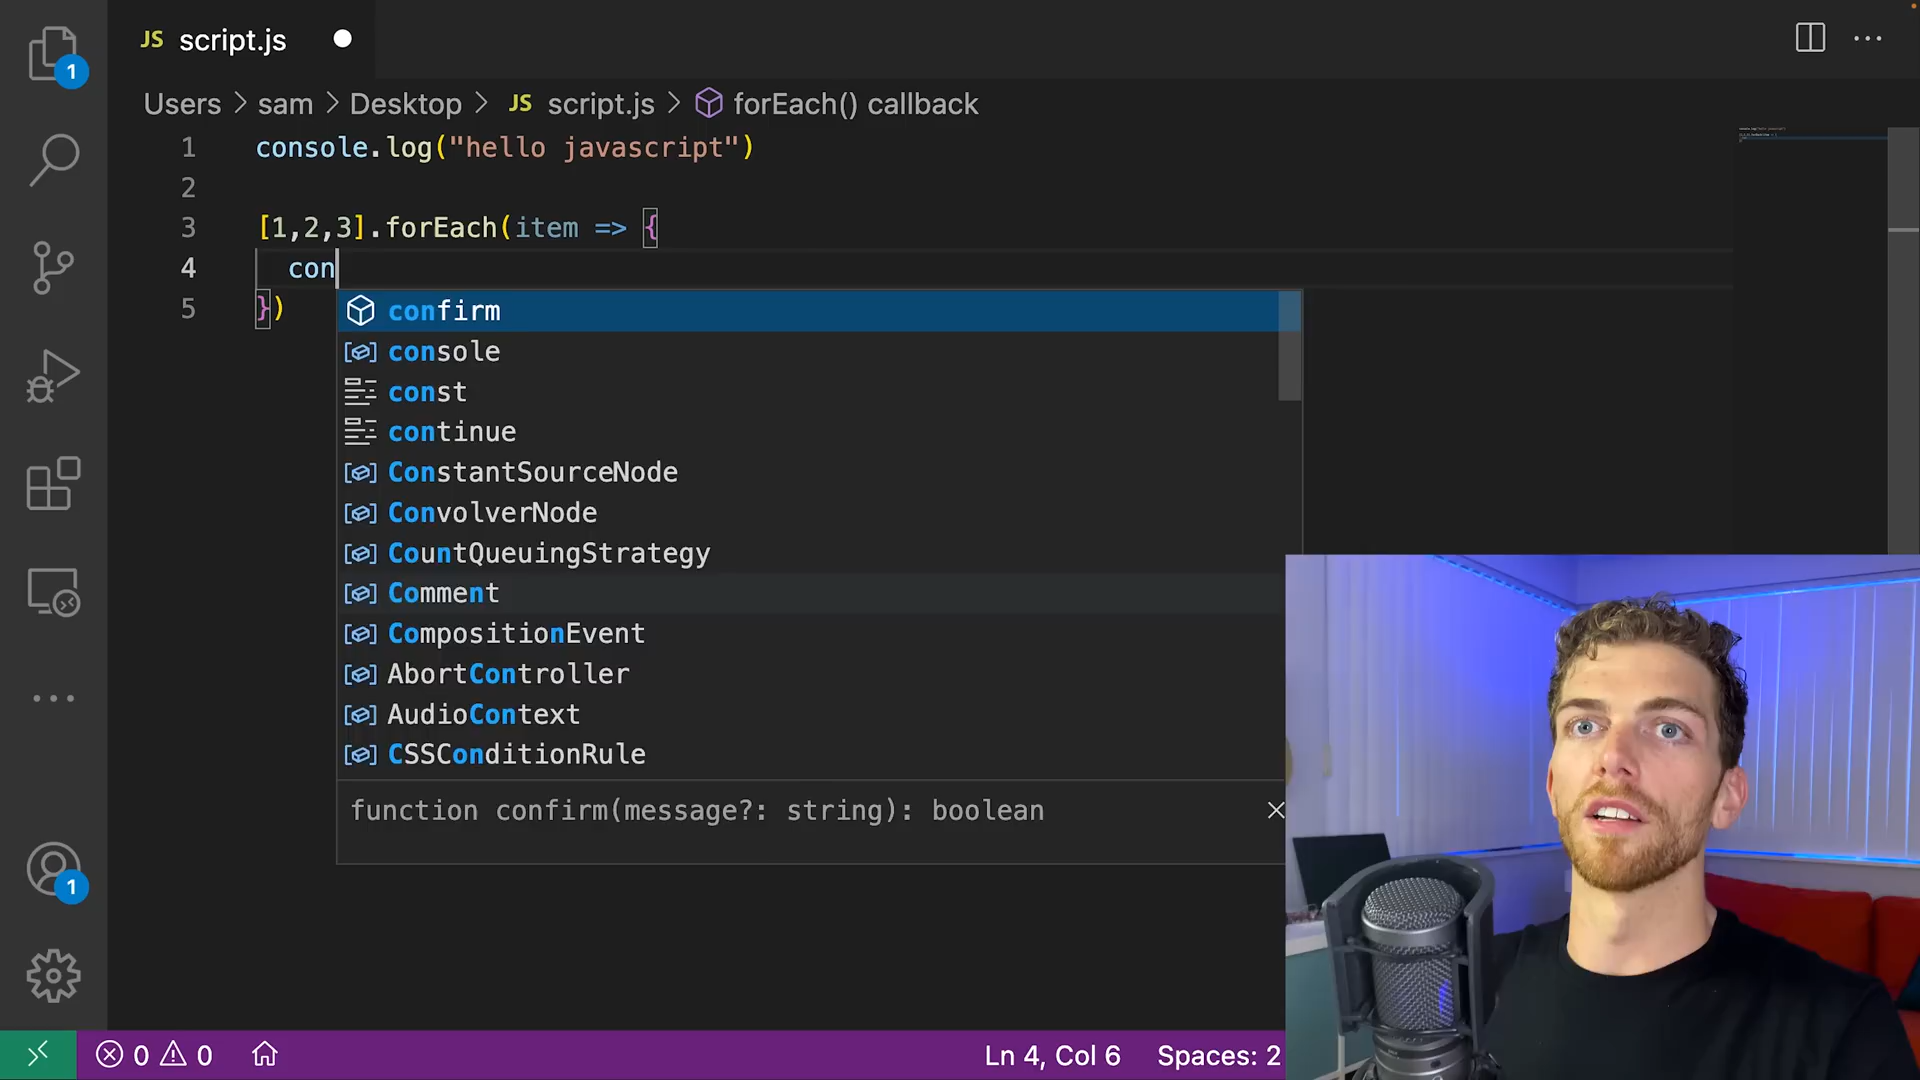 JS script.js
1
Users > sam > Desktop > JS script.js > forEach() callback
1 console.log("hello javascript")
2
3 [1,2,3].forEach(item => {
4 con
5 })
confirm
console
const
continue
ConstantSourceNode
ConvolverNode
CountQueuingStrategy
Comment
CompositionEvent
AbortController
AudioContext
CSSConditionRule
function confirm(message?: string): boolean
1
0 0 Ln 4, Col 6 Spaces: 2